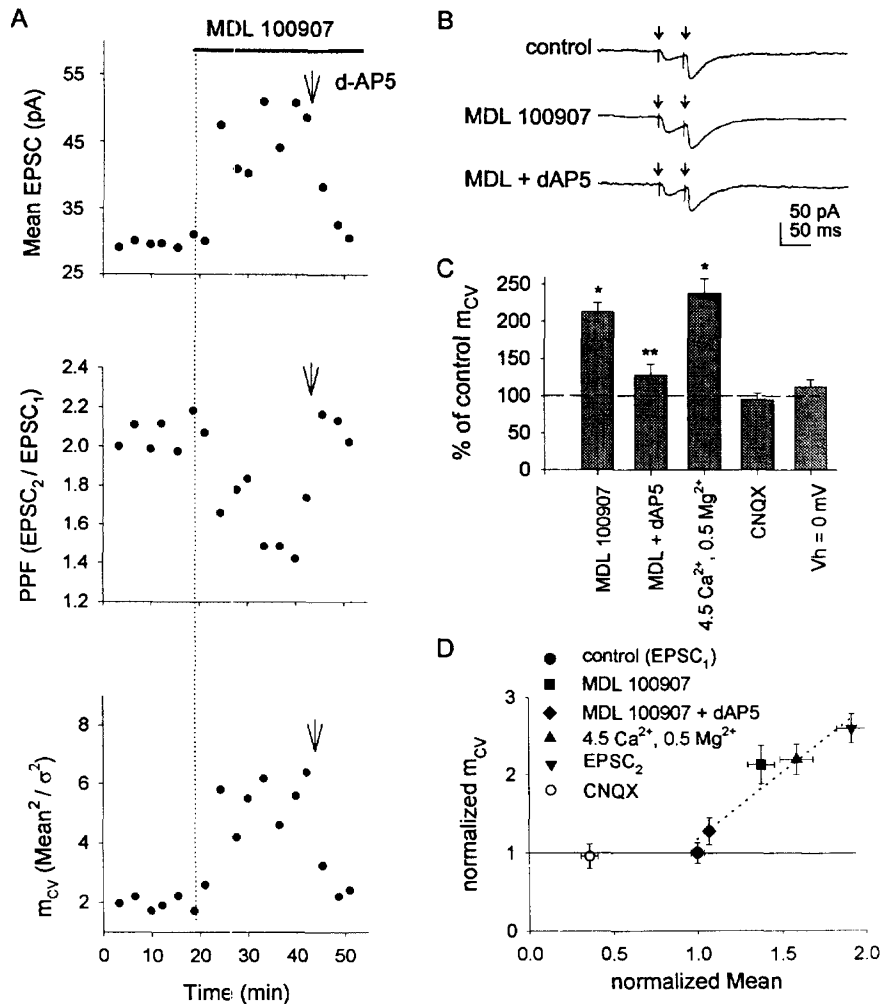 A
MDL 100907
d-AP5
Mean EPSC (pA)
55
45
35
25
PPF (EPSC₂ / EPSC₁)
2.4
2.2
2.0
1.8
1.6
1.4
1.2
m_CV (Mean² / σ²)
8
6
4
2
0 10 20 30 40 50
Time (min)
B
control
MDL 100907
MDL + dAP5
50 pA
50 ms
C
% of control m_CV
250
200
150
100
50
0
*
**
*
MDL 100907
MDL + dAP5
4.5 Ca²⁺, 0.5 Mg²⁺
CNQX
Vh = 0 mV
D
control (EPSC₁)
MDL 100907
MDL 100907 + dAP5
4.5 Ca²⁺, 0.5 Mg²⁺
EPSC₂
CNQX
normalized m_CV
3
2
1
0
0.0 0.5 1.0 1.5 2.0
normalized Mean